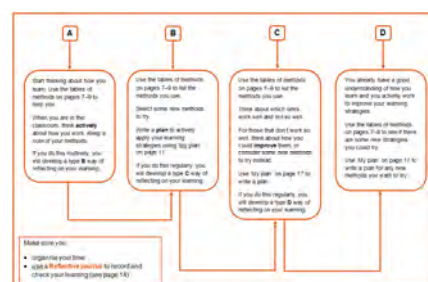 A
B
C
D
Start thinking about how you
learn. Use the tables of
methods on pages 7–9 to
help you.
When you are in the
classroom, think actively
about how you work. Keep a
note of your methods.
If you do this routinely, you
will develop a type B way of
reflecting on your learning.
Use the tables of methods
on pages 7–9 to list the
methods you use.
Select some new methods
to try.
Write a plan to actively
apply your learning
strategies using 'My plan'
on page 17.
If you do this regularly, you
will develop a type C way of
reflecting on your learning.
Use the tables of methods
on pages 7–9 to list the
methods you use.
Think about which ones
work well and not so well.
For those that don't work so
well, think about how you
could improve them, or
consider some new methods
to try instead.
Use 'My plan' on page 17 to
write a plan.
If you do this regularly, you
will develop a type D way of
reflecting on your learning.
You already have a good
understanding of how you
learn and you actively work
to improve your learning
strategies.
Use the tables of methods
on pages 7–9 to see if there
are some new strategies
you could try.
Use 'My plan' on page 17 to
write a plan for any new
methods you want to try.
Make sure you:
• organise your time
• use a Reflective journal to record and
check your learning (see page 18)